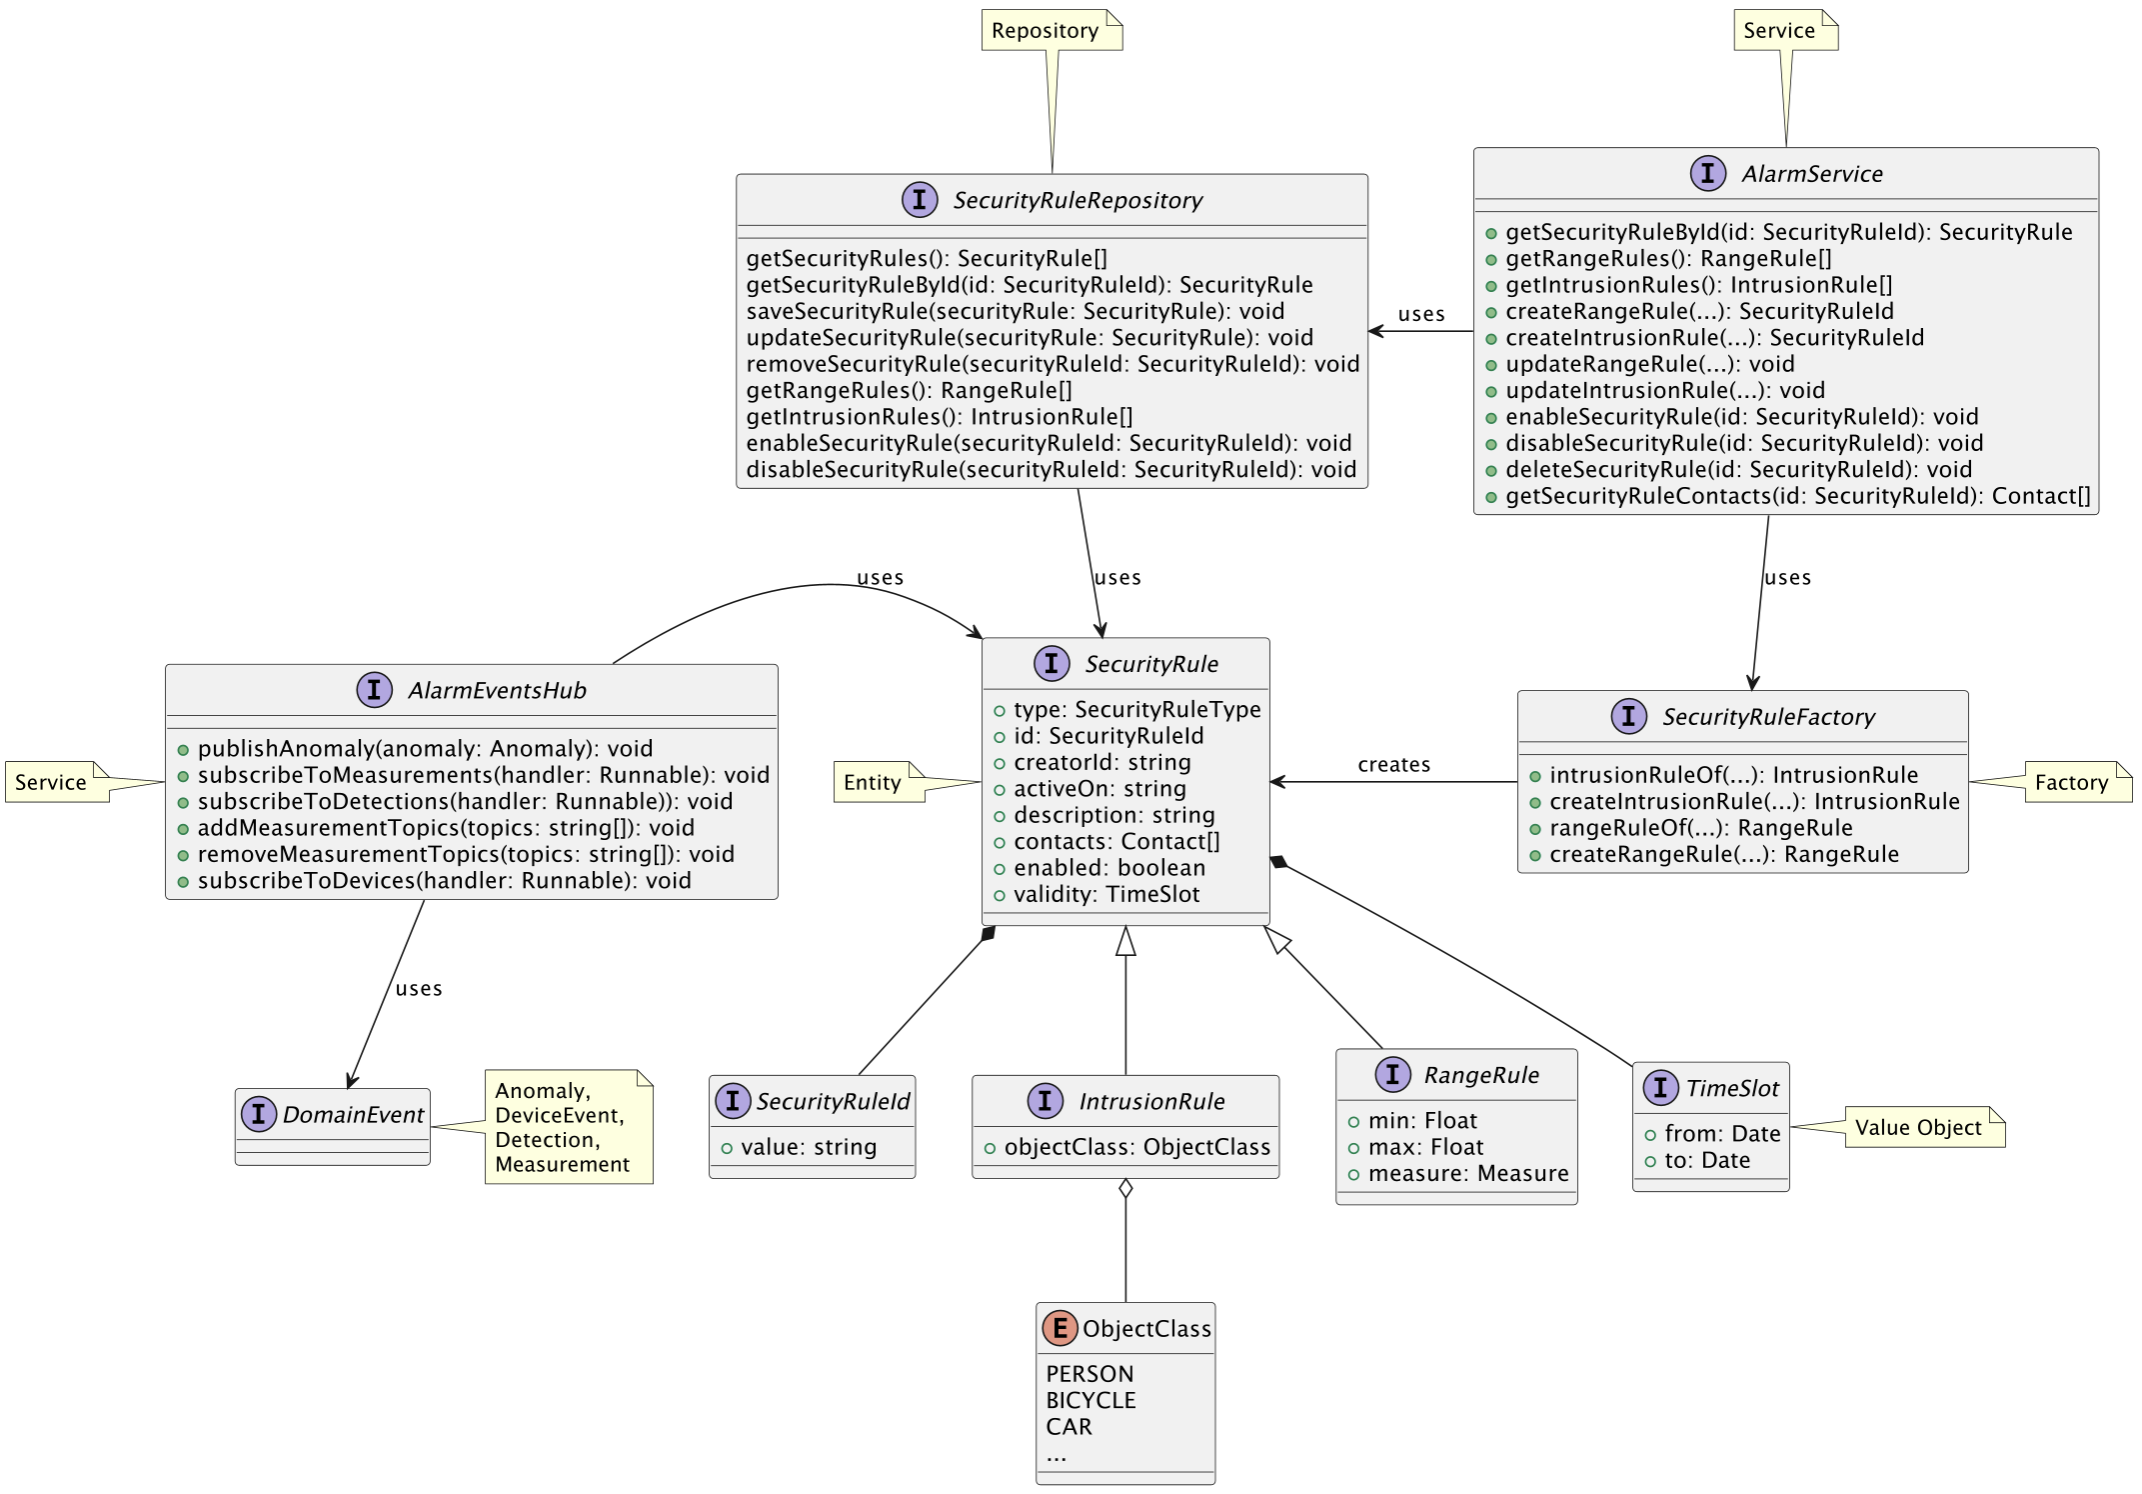 Repository
Service
I SecurityRuleRepository
getSecurityRules(): SecurityRule[]
getSecurityRuleById(id: SecurityRuleId): SecurityRule
saveSecurityRule(securityRule: SecurityRule): void
updateSecurityRule(securityRule: SecurityRule): void
removeSecurityRule(securityId: SecurityRuleId): void
getRangeRules(): RangeRule[]
getIntrusionRules(): IntrusionRule[]
enableSecurityRule(securityRuleId: SecurityRuleId): void
disableSecurityRule(securityRuleId: SecurityRuleId): void
uses
I AlarmService
getSecurityRuleById(id: SecurityRuleId): SecurityRule
getRangeRules(): RangeRule[]
getIntrusionRules(): IntrusionRule[]
createRangeRule(...): SecurityRuleId
createIntrusionRule(...): SecurityRuleId
updateRangeRule(...): void
updateIntrusionRule(...): void
enableSecurityRule(id: SecurityRuleId): void
disableSecurityRule(id: SecurityRuleId): void
deleteSecurityRule(id: SecurityRuleId): void
getSecurityRuleContacts(id: SecurityRuleId): Contact[]
uses
uses
uses
Service
I AlarmEventsHub
publishAnomaly(anomaly: Anomaly): void
subscribeToMeasurements(handler: Runnable): void
subscribeToDetections(handler: Runnable)): void
addMeasurementTopics(topics: string[]): void
removeMeasurementTopics(topics: string[]): void
subscribeToDevices(handler: Runnable): void
Entity
I SecurityRule
type: SecurityRuleType
id: SecurityRuleId
creatorId: string
activeOn: string
description: string
contacts: Contact[]
enabled: boolean
validity: TimeSlot
creates
I SecurityRuleFactory
intrusionRuleOf(...): IntrusionRule
createIntrusionRule(...): IntrusionRule
rangeRuleOf(...): RangeRule
createRangeRule(...): RangeRule
Factory
uses
I DomainEvent
Anomaly,
DeviceEvent,
Detection,
Measurement
I SecurityRuleId
value: string
I IntrusionRule
objectClass: ObjectClass
I RangeRule
min: Float
max: Float
measure: Measure
I TimeSlot
from: Date
to: Date
Value Object
E ObjectClass
PERSON
BICYCLE
CAR
...